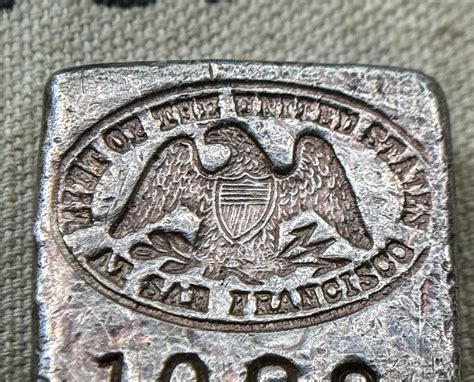 MINT OF THE UNITED STATES
AT SAN FRANCISCO